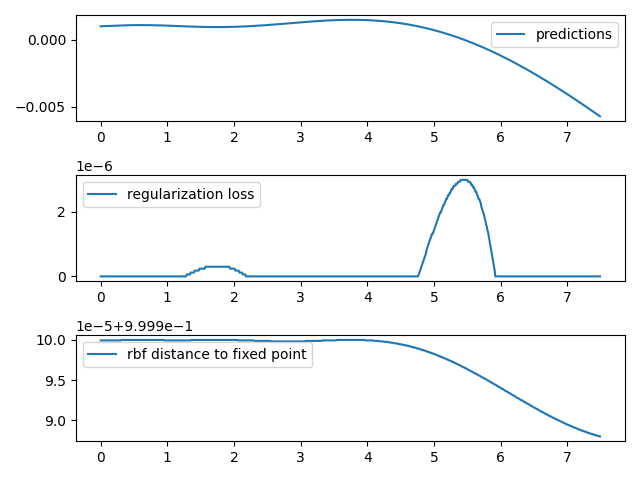 0.000
−0.005
predictions
0 1 2 3 4 5 6 7
1e−6
2
0
regularization loss
0 1 2 3 4 5 6 7
1e−5+9.999e−1
10.0
9.5
9.0
rbf distance to fixed point
0 1 2 3 4 5 6 7